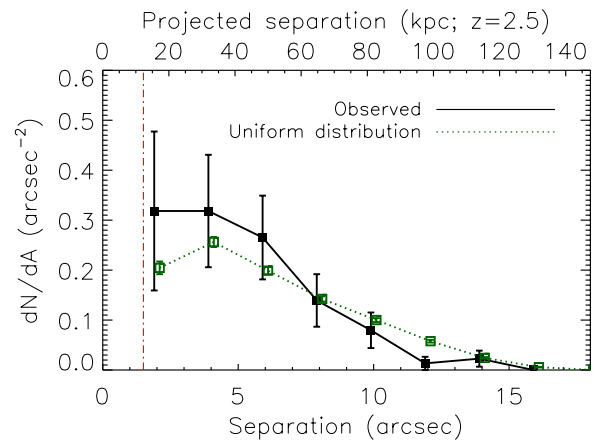 Projected separation (kpc; z=2.5)
0 20 40 60 80 100 120 140
0.6
0.5
0.4
0.3
0.2
0.1
0.0
dN/dA (arcsec⁻²)
Observed
Uniform distribution
0 5 10 15
Separation (arcsec)